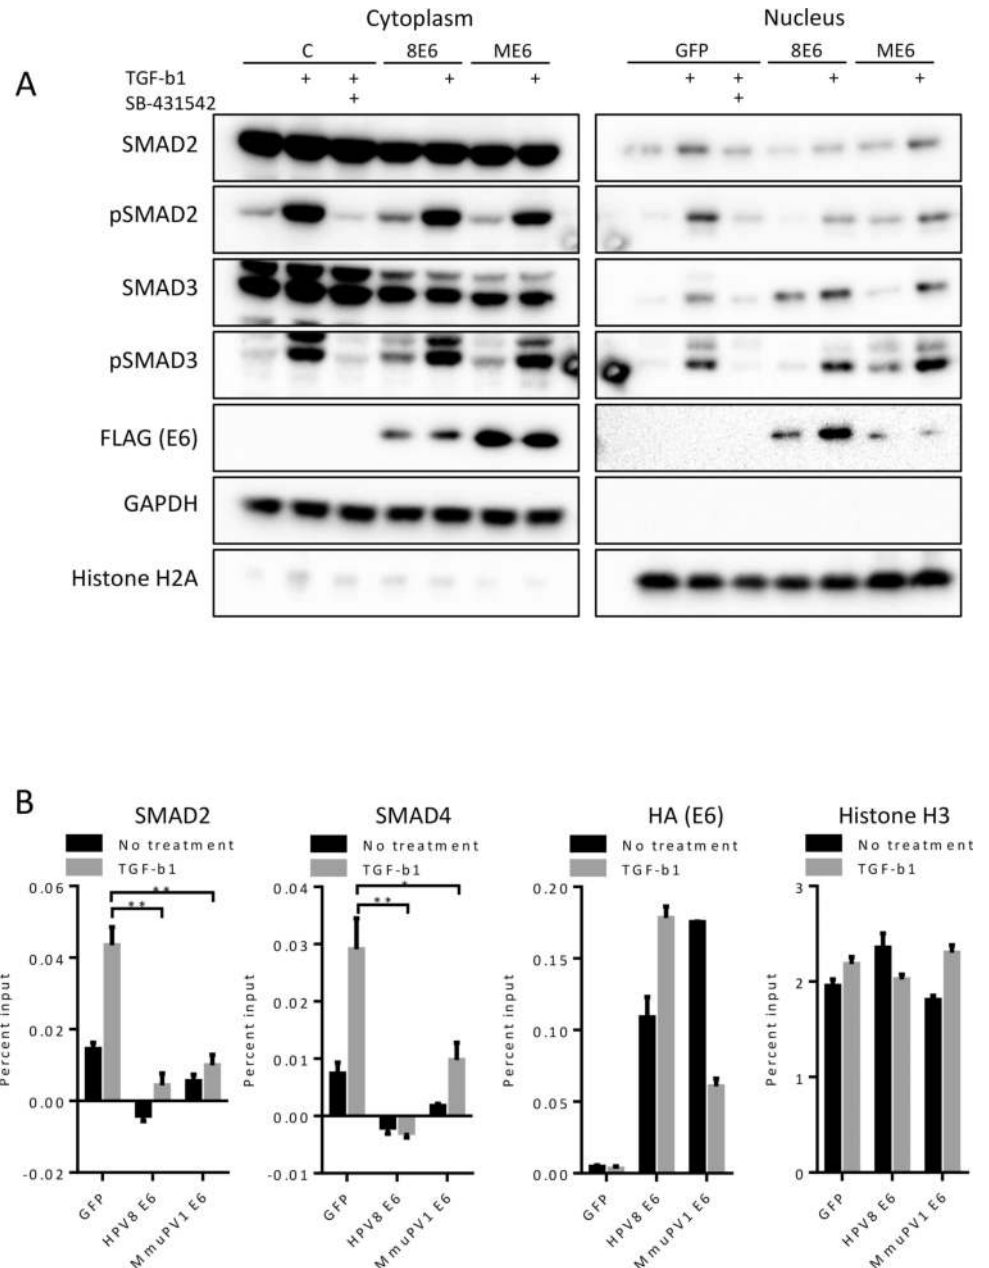 Cytoplasm Nucleus
C 8E6 ME6 GFP 8E6 ME6
A
TGF-b1 + + + + + + + +
SB-431542 + +
SMAD2
pSMAD2
SMAD3
pSMAD3
FLAG (E6)
GAPDH
Histone H2A
B
SMAD2
No treatment
TGF-b1
Percent input
0.06
0.04
0.02
0.00
-0.02
**
**
GFP
HPV8 E6
MmuPV1 E6
SMAD4
No treatment
TGF-b1
Percent input
0.04
0.03
0.02
0.01
0.00
-0.01
*
**
GFP
HPV8 E6
MmuPV1 E6
HA (E6)
No treatment
TGF-b1
Percent input
0.20
0.15
0.10
0.05
0.00
GFP
HPV8 E6
MmuPV1 E6
Histone H3
No treatment
TGF-b1
Percent input
3
2
1
0
GFP
HPV8 E6
MmuPV1 E6